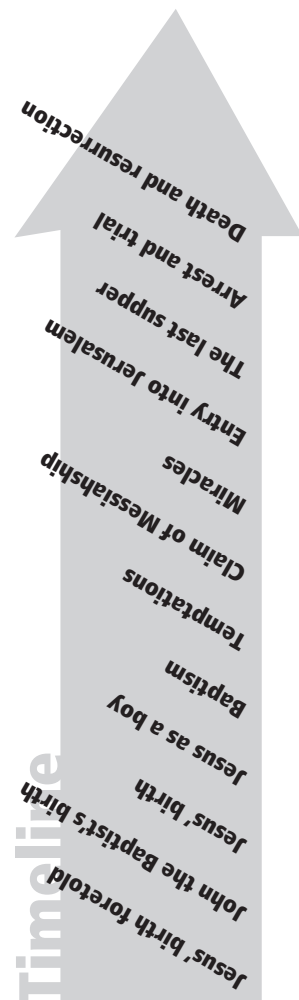 Timeline
Jesus’ birth foretold
John the Baptist’s birth
Jesus’ birth
Jesus as a boy
Baptism
Temptations
Claim of Messiahship
Miracles
Entry into Jerusalem
The last supper
Arrest and trial
Death and resurrection